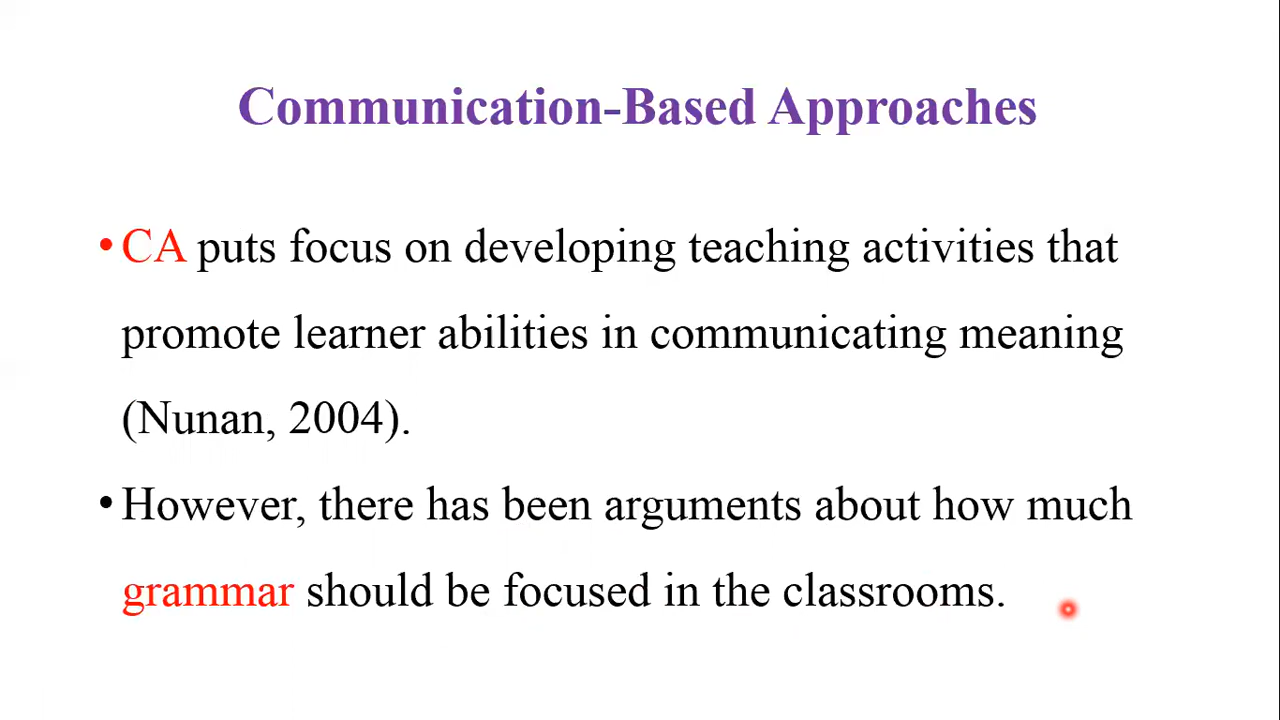 Communication-Based Approaches
•CA puts focus on developing teaching activities that
promote learner abilities in communicating meaning
(Nunan, 2004).
•However, there has been arguments about how much
grammar should be focused in the classrooms.